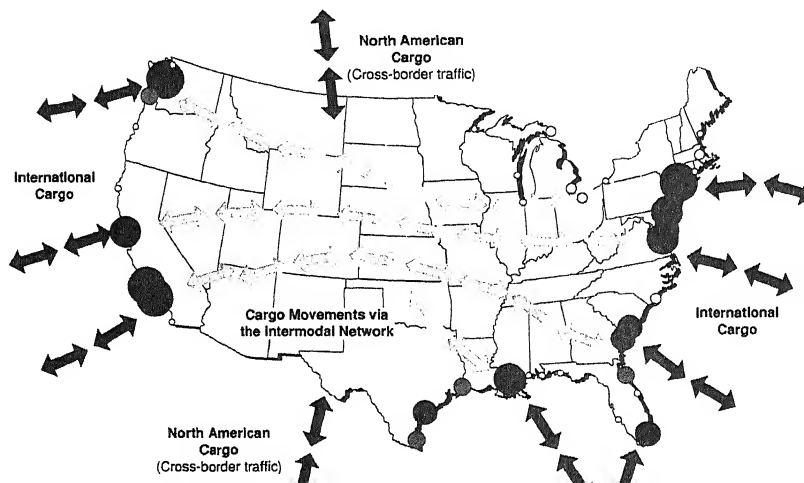 North American
Cargo
(Cross-border traffic)
International
Cargo
Cargo Movements via
the Intermodal Network
International
Cargo
North American
Cargo
(Cross-border traffic)